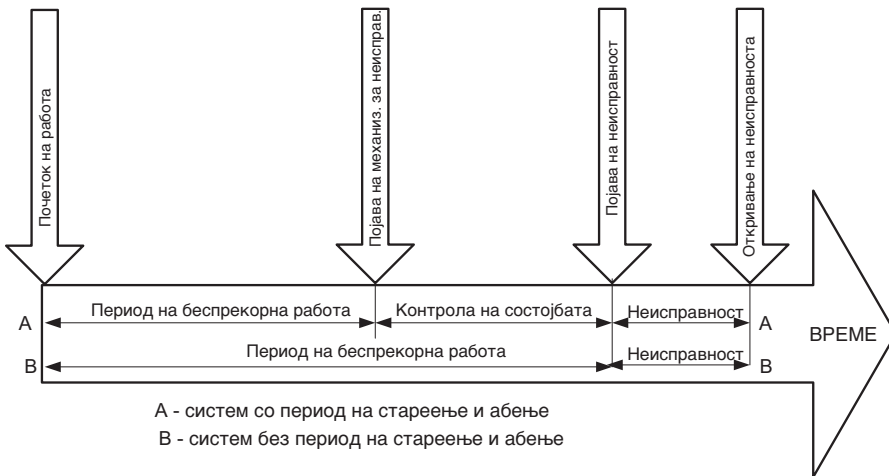 Почеток на работа
Појава на механиз. за неисправ.
Појава на неисправност
Откривање на неисправноста
А Период на беспрекорна работа Контрола на состојбата Неисправност А
ВРЕМЕ
В Период на беспрекорна работа Неисправност В
А - систем со период на стареење и абење
В - систем без период на стареење и абење